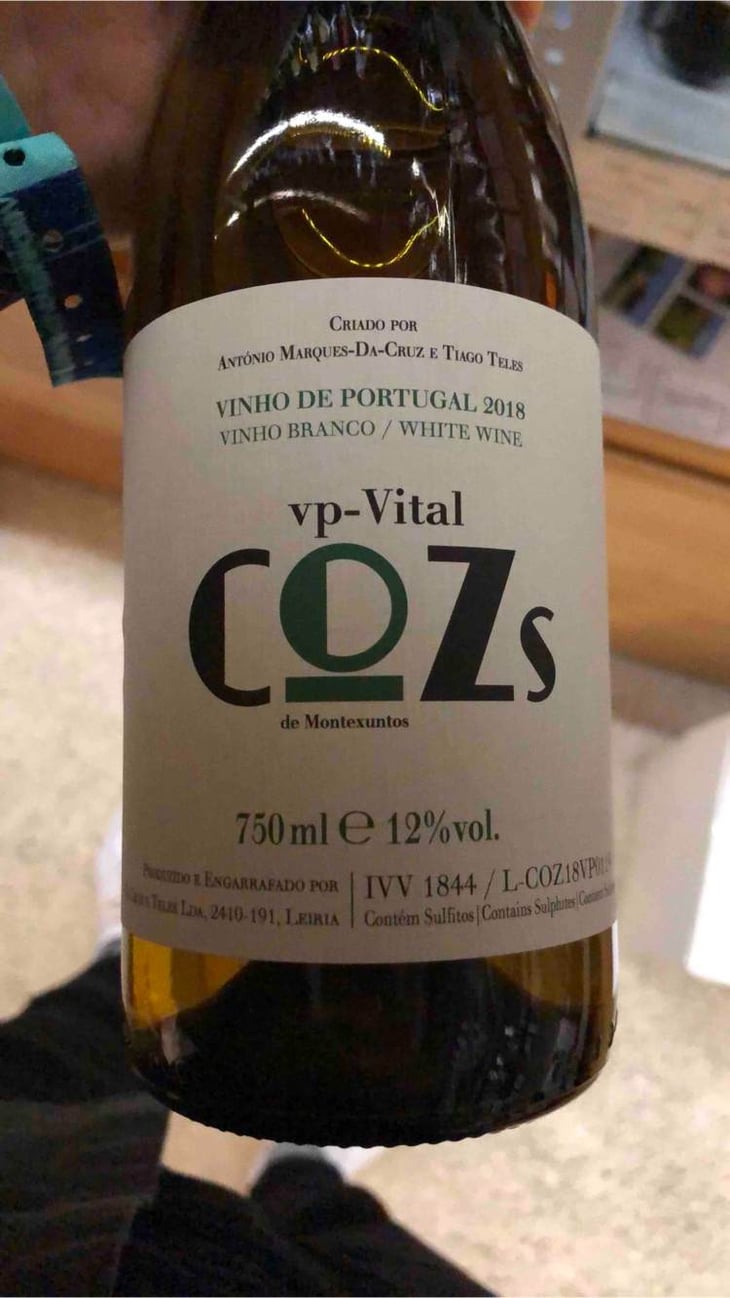 Criado por
António Marques-Da-Cruz e Tiago Teles
VINHO DE PORTUGAL 2018
VINHO BRANCO / WHITE WINE
vp-Vital
COZs
de Montexuntos
750 ml ℮ 12% vol.
Produzido e Engarrafado por
Teles Lda, 2410-191, Leiria
IVV 1844 / L-COZ18VP01
Contém Sulfitos|Contains Sulphites|